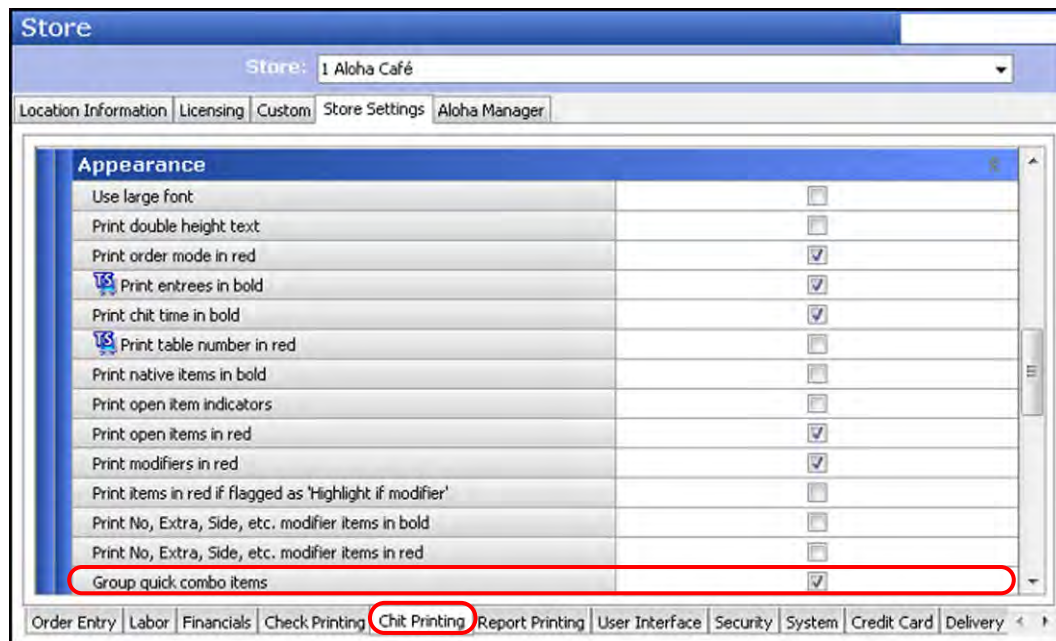 Store
Store: 1 Aloha Café
Location Information Licensing Custom Store Settings Aloha Manager
Appearance
Use large font
Print double height text
Print order mode in red
TS Print entrees in bold
Print chit time in bold
TS Print table number in red
Print native items in bold
Print open item indicators
Print open items in red
Print modifiers in red
Print items in red if flagged as 'Highlight if modifier'
Print No, Extra, Side, etc. modifier items in bold
Print No, Extra, Side, etc. modifier items in red
Group quick combo items
Order Entry Labor Financials Check Printing Chit Printing Report Printing User Interface Security System Credit Card Delivery